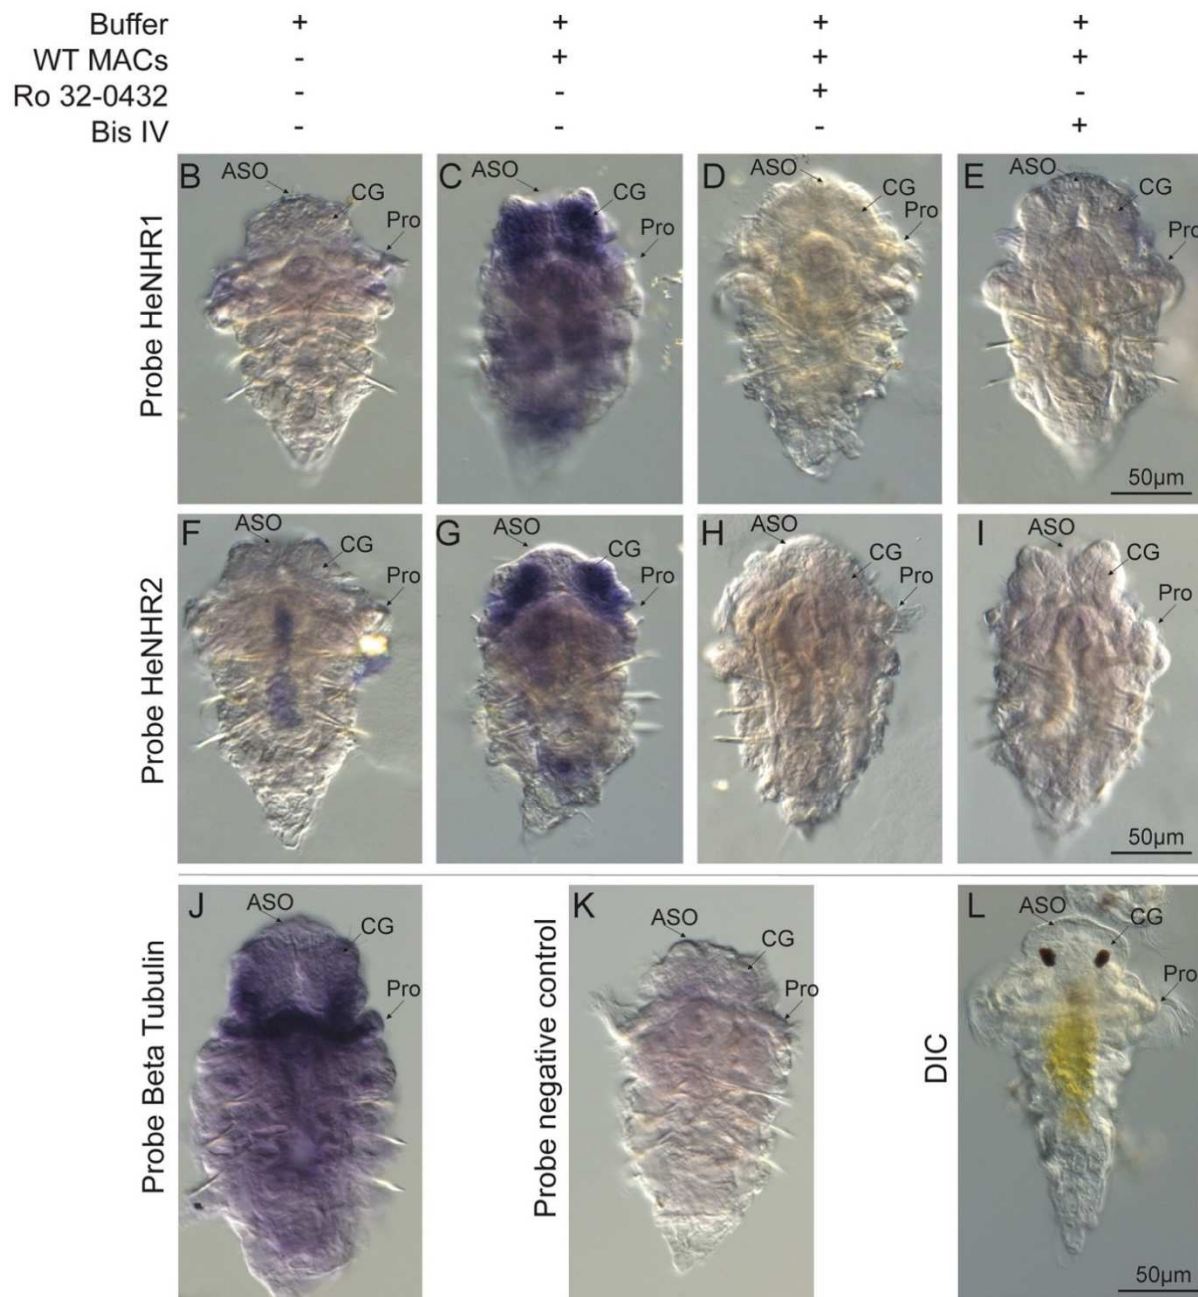 Buffer + + + +
WT MACs - + + +
Ro 32-0432 - - + -
Bis IV - - - +
Probe HeNHR1
B ASO CG Pro
C ASO CG Pro
D ASO CG Pro
E ASO CG Pro
50µm
Probe HeNHR2
F ASO CG Pro
G ASO CG Pro
H ASO CG Pro
I ASO CG Pro
50µm
Probe Beta Tubulin
J ASO CG Pro
Probe negative control
K ASO CG Pro
DIC
L ASO CG Pro
50µm